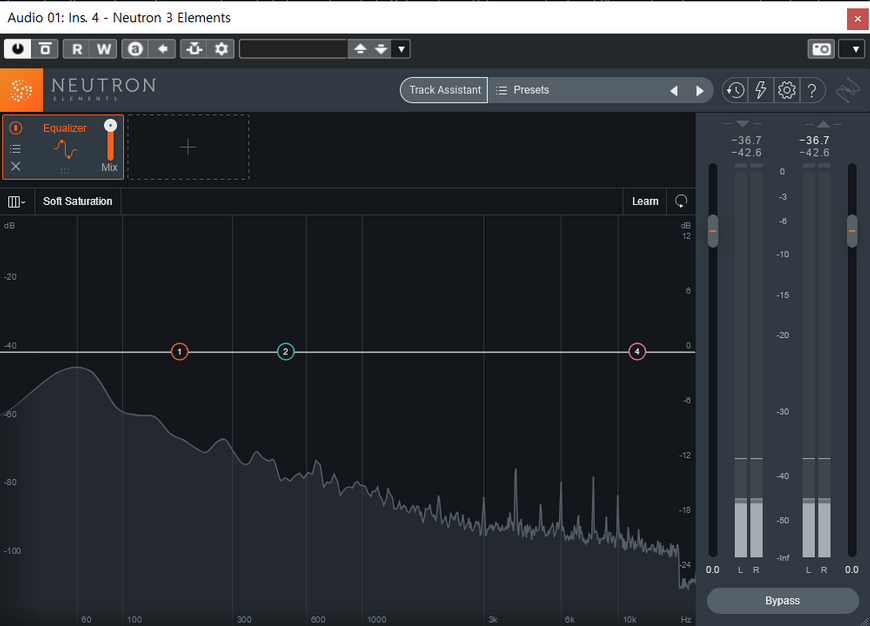 Audio 01: Ins. 4 - Neutron 3 Elements
R W a
NEUTRON
ELEMENTS
Track Assistant Presets ?
Equalizer
Mix
Soft Saturation Learn
dB dB
12
-20
6
-40 0
1 2 4
-60 -6
-80 -12
-18
-100
-24
60 100 300 600 1000 3k 6k 10k Hz
-36.7 -36.7
-42.6 -42.6
0
-3
-6
-10
-15
-20
-30
-40
-50
-Inf
0.0 L R L R 0.0
Bypass